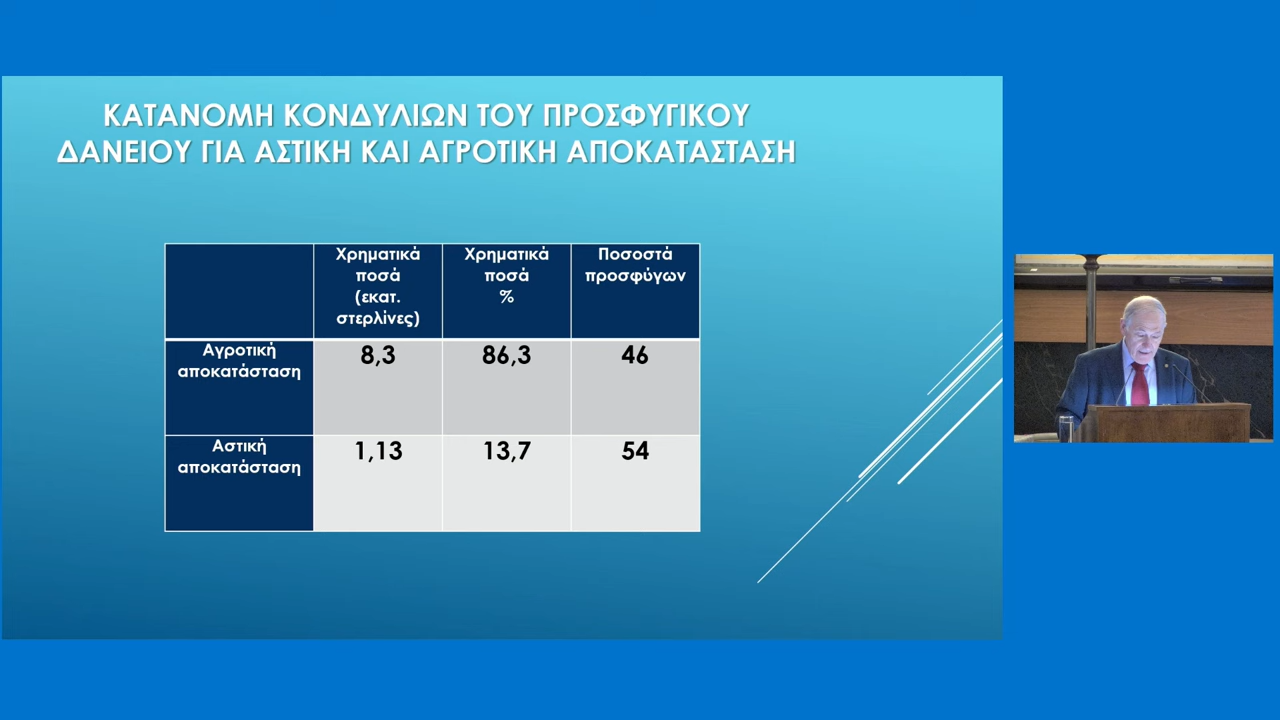 ΚΑΤΑΝΟΜΗ ΚΟΝΔΥΛΙΩΝ ΤΟΥ ΠΡΟΣΦΥΓΙΚΟΥ
ΔΑΝΕΙΟΥ ΓΙΑ ΑΣΤΙΚΗ ΚΑΙ ΑΓΡΟΤΙΚΗ ΑΠΟΚΑΤΑΣΤΑΣΗ
Χρηματικά
ποσά
(εκατ.
στερλίνες)
Χρηματικά
ποσά
%
Ποσοστά
προσφύγων
Αγροτική
αποκατάσταση
8,3
86,3
46
Αστική
αποκατάσταση
1,13
13,7
54